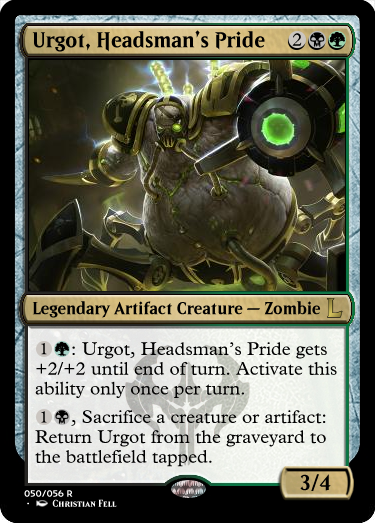 Urgot, Headsman's Pride 2
Legendary Artifact Creature — Zombie L
1 : Urgot, Headsman's Pride gets
+2/+2 until end of turn. Activate this
ability only once per turn.
1 , Sacrifice a creature or artifact:
Return Urgot from the graveyard to
the battlefield tapped.
3/4
050/056 R
· Christian Fell